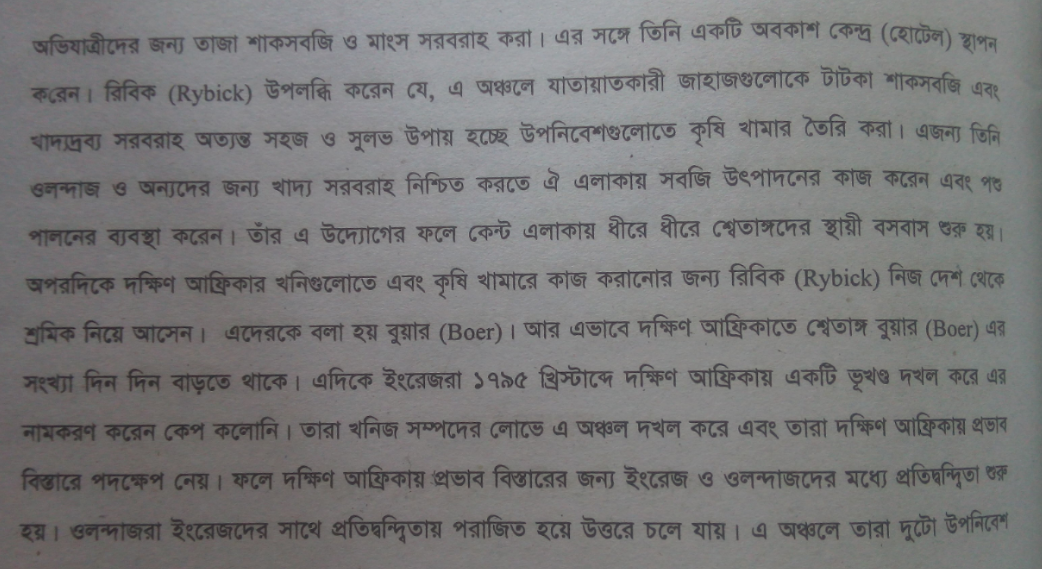 অভিযাত্রীদের জন্য তাজা শাকসবজি ও মাংস সরবরাহ করা। এর সঙ্গে তিনি একটি অবকাশ কেন্দ্র (হোটেল) স্থাপন
করেন। রিবিক (Rybick) উপলব্ধি করেন যে, এ অঞ্চলে যাতায়াতকারী জাহাজগুলোকে টাটকা শাকসবজি এবং
খাদ্যদ্রব্য সরবরাহ অত্যন্ত সহজ ও সুলভ উপায় হচ্ছে উপনিবেশগুলোতে কৃষি খামার তৈরি করা। এজন্য তিনি
ওলন্দাজ ও অন্যদের জন্য খাদ্য সরবরাহ নিশ্চিত করতে ঐ এলাকায় সবজি উৎপাদনের কাজ করেন এবং পশু
পালনের ব্যবস্থা করেন। তাঁর এ উদ্যোগের ফলে কেন্ট এলাকায় ধীরে ধীরে শ্বেতাঙ্গদের স্থায়ী বসবাস শুরু হয়।
অপরদিকে দক্ষিণ আফ্রিকার খনিগুলোতে এবং কৃষি খামারে কাজ করানোর জন্য রিবিক (Rybick) নিজ দেশ থেকে
শ্রমিক নিয়ে আসেন। এদেরকে বলা হয় বুয়ার (Boer)। আর এভাবে দক্ষিণ আফ্রিকাতে শ্বেতাঙ্গ বুয়ার (Boer) এর
সংখ্যা দিন দিন বাড়তে থাকে। এদিকে ইংরেজরা ১৭৯৫ খ্রিস্টাব্দে দক্ষিণ আফ্রিকায় একটি ভূখণ্ড দখল করে এর
নামকরণ করেন কেপ কলোনি। তারা খনিজ সম্পদের লোভে এ অঞ্চল দখল করে এবং তারা দক্ষিণ আফ্রিকায় প্রভাব
বিস্তারে পদক্ষেপ নেয়। ফলে দক্ষিণ আফ্রিকায় প্রভাব বিস্তারের জন্য ইংরেজ ও ওলন্দাজদের মধ্যে প্রতিদ্বন্দ্বিতা শুরু
হয়। ওলন্দাজরা ইংরেজদের সাথে প্রতিদ্বন্দ্বিতায় পরাজিত হয়ে উত্তরে চলে যায়। এ অঞ্চলে তারা দুটো উপনিবেশ